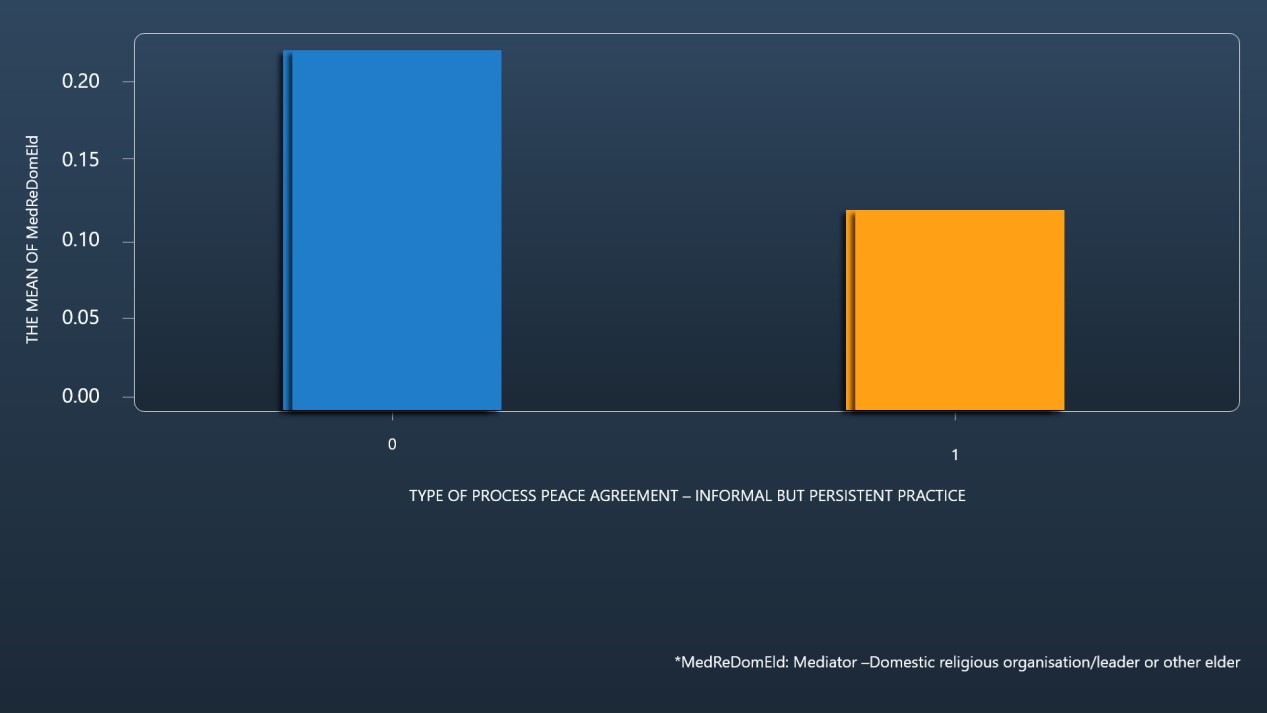 0.20
0.15
0.10
0.05
0.00
THE MEAN OF MedReDomEld
0
1
TYPE OF PROCESS PEACE AGREEMENT – INFORMAL BUT PERSISTENT PRACTICE
*MedReDomEld: Mediator –Domestic religious organisation/leader or other elder